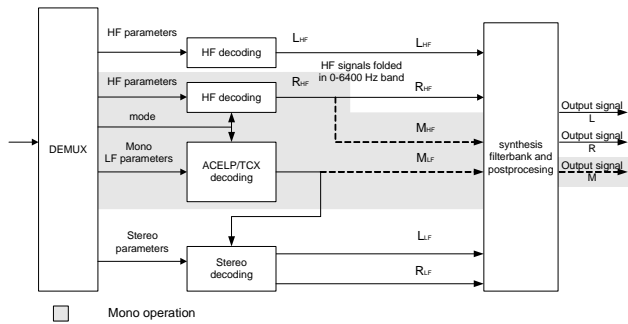 HF parameters
HF decoding
LHF
LHF
HF signals folded
in 0-6400 Hz band
HF parameters
HF decoding
RHF
RHF
mode
MHF
DEMUX
Mono
LF parameters
ACELP/TCX
decoding
MLF
synthesis
filterbank and
postprocesing
Output signal
L
Output signal
R
Output signal
M
Stereo
parameters
Stereo
decoding
LLF
RLF
Mono operation